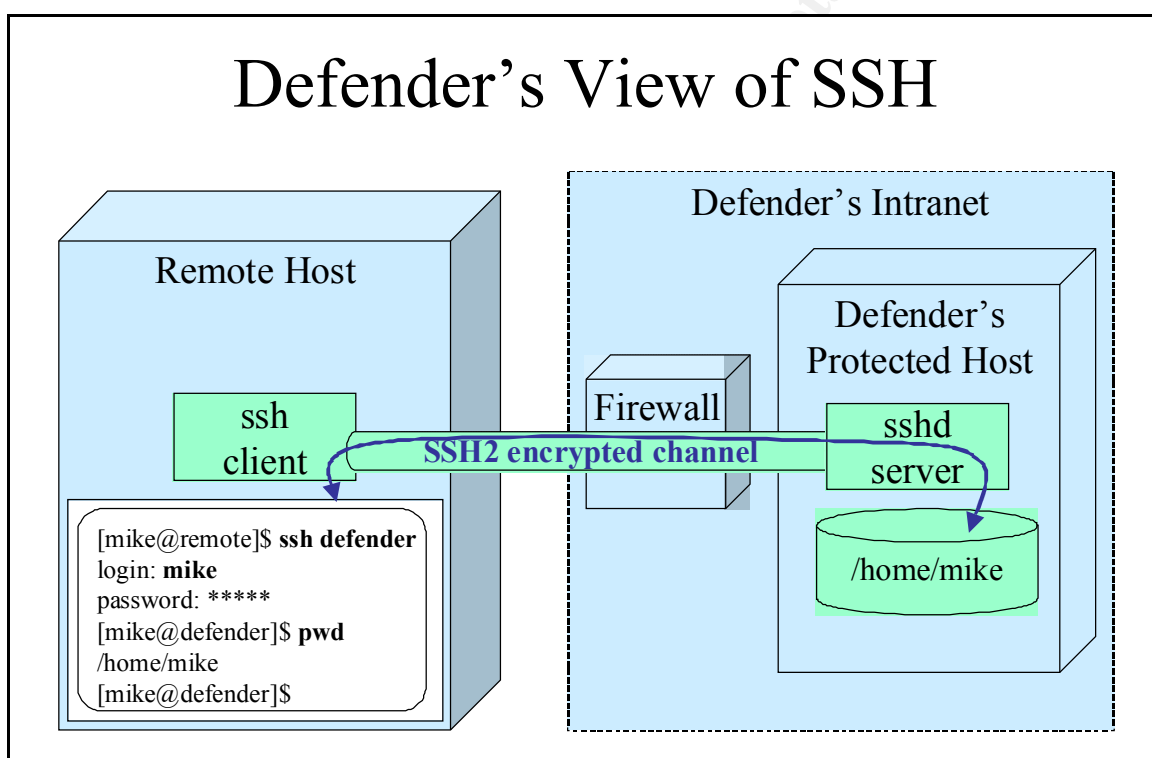 Defender’s View of SSH
Remote Host
ssh
client
[mike@remote]$ ssh defender
login: mike
password: *****
[mike@defender]$ pwd
/home/mike
[mike@defender]$
SSH2 encrypted channel
Defender’s Intranet
Firewall
Defender’s
Protected Host
sshd
server
/home/mike